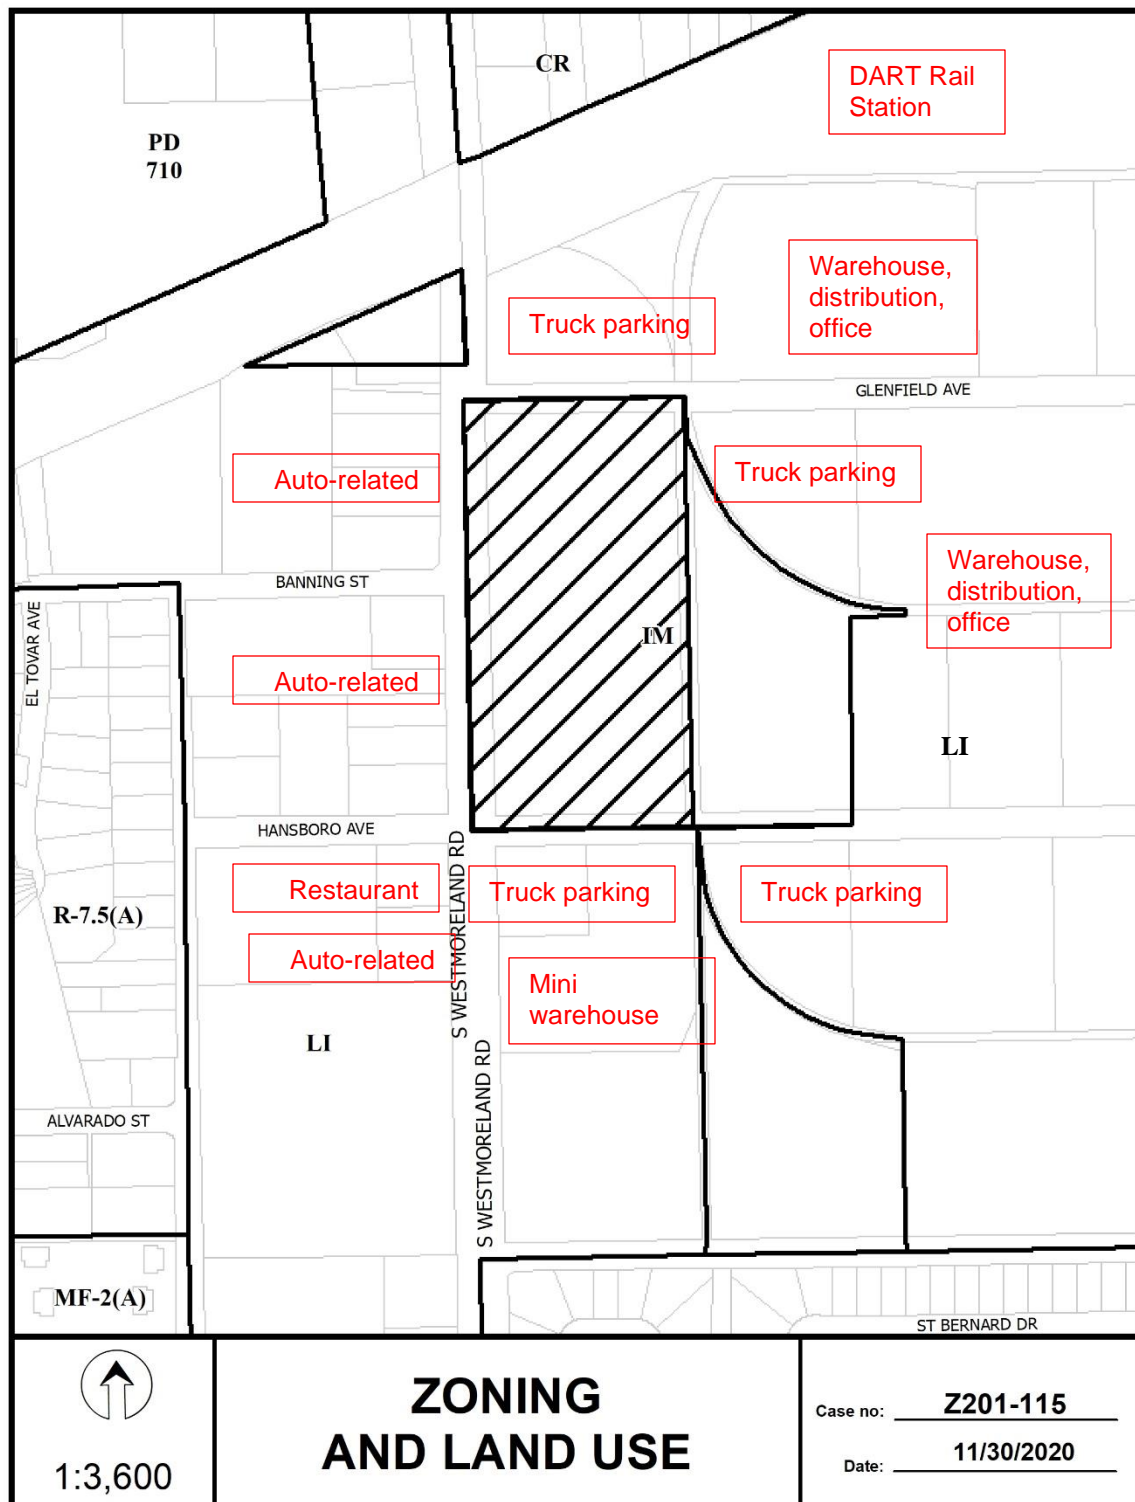 CR
DART Rail
Station
PD
710
Warehouse,
distribution,
office
Truck parking
GLENFIELD AVE
Auto-related
Truck parking
Warehouse,
distribution,
office
BANNING ST
EL TOVAR AVE
IM
Auto-related
LI
HANSBORO AVE
S WESTMORELAND RD
Restaurant
Truck parking
Truck parking
R-7.5(A)
Auto-related
Mini
warehouse
LI
S WESTMORELAND RD
ALVARADO ST
MF-2(A)
ST BERNARD DR
1:3,600
ZONING
AND LAND USE
Case no: Z201-115
Date: 11/30/2020